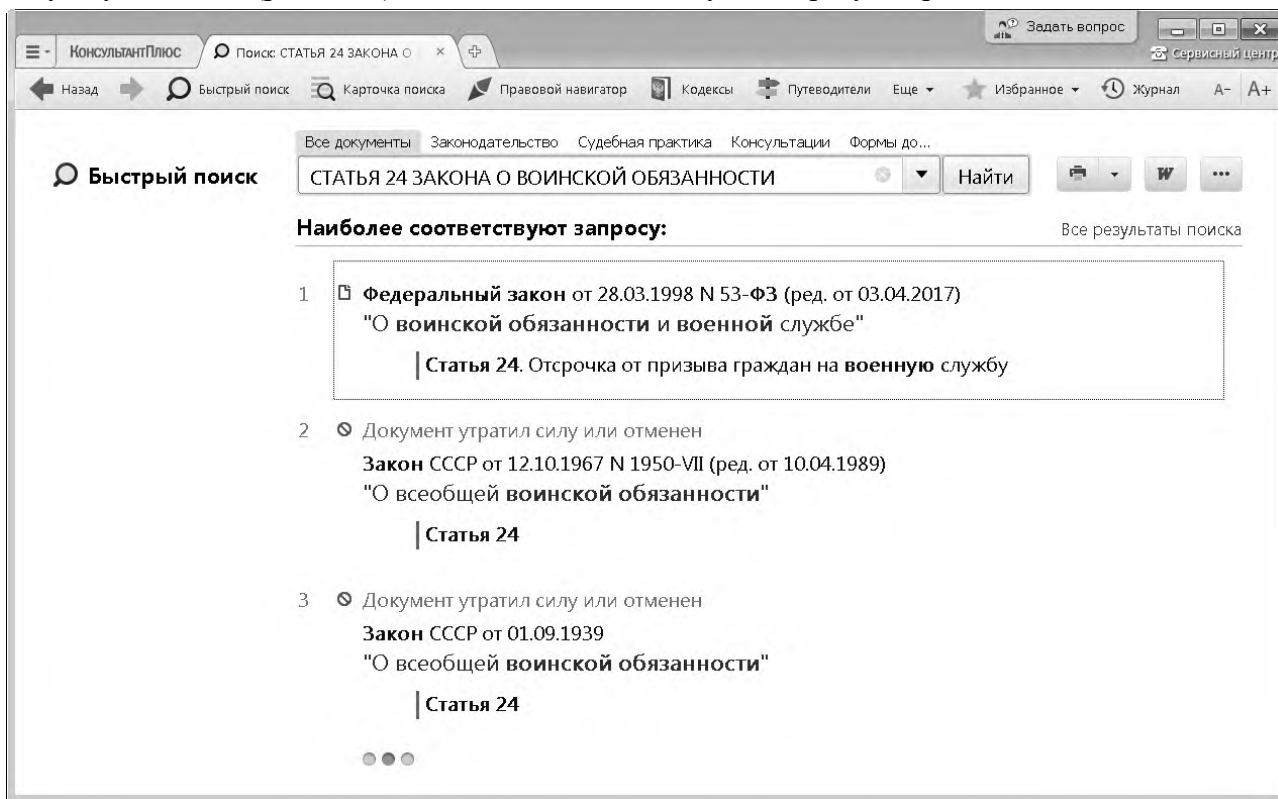 Задать вопрос
КонсультантПлюс Поиск: СТАТЬЯ 24 ЗАКОНА О
Сервисный центр
Назад Быстрый поиск Карточка поиска Правовой навигатор Кодексы Путеводители Еще Избранное Журнал A- A+
Все документы Законодательство Судебная практика Консультации Формы до...
Быстрый поиск СТАТЬЯ 24 ЗАКОНА О ВОИНСКОЙ ОБЯЗАННОСТИ Найти W ...
Наиболее соответствуют запросу: Все результаты поиска
1 Федеральный закон от 28.03.1998 N 53-ФЗ (ред. от 03.04.2017)
"О воинской обязанности и военной службе"
Статья 24. Отсрочка от призыва граждан на военную службу
2 Документ утратил силу или отменен
Закон СССР от 12.10.1967 N 1950-VII (ред. от 10.04.1989)
"О всеобщей воинской обязанности"
Статья 24
3 Документ утратил силу или отменен
Закон СССР от 01.09.1939
"О всеобщей воинской обязанности"
Статья 24